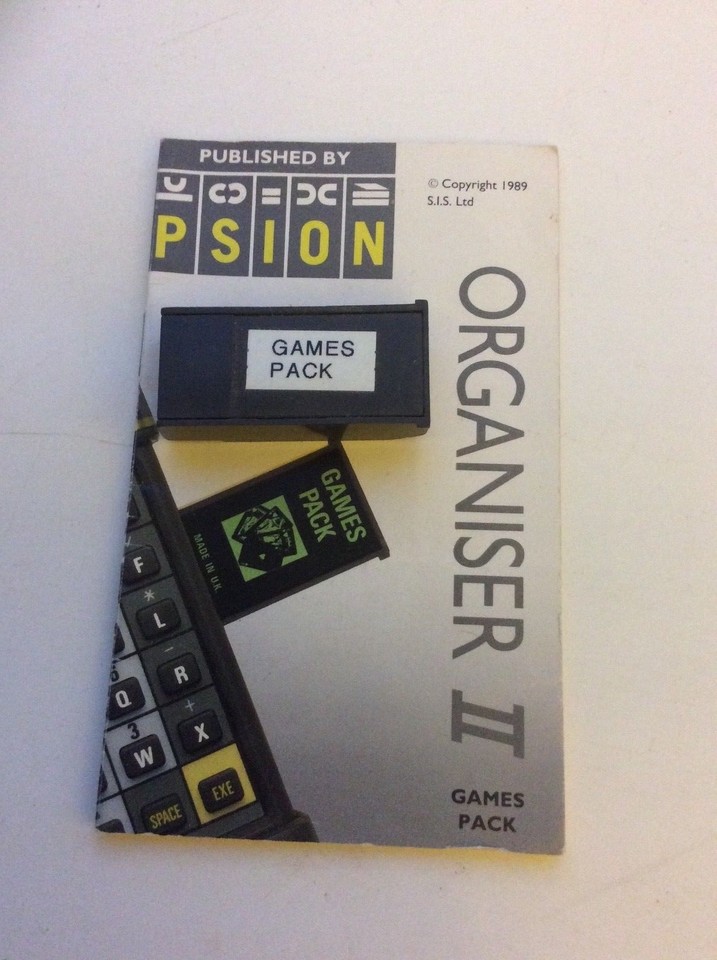 PUBLISHED BY
PSION
© Copyright 1989
S.I.S. Ltd
ORGANISER II
GAMES
PACK
GAMES
PACK
MADE IN U.K.
F
*
L
-
R
Q
+
X
3
W
EXE
SPACE
GAMES
PACK